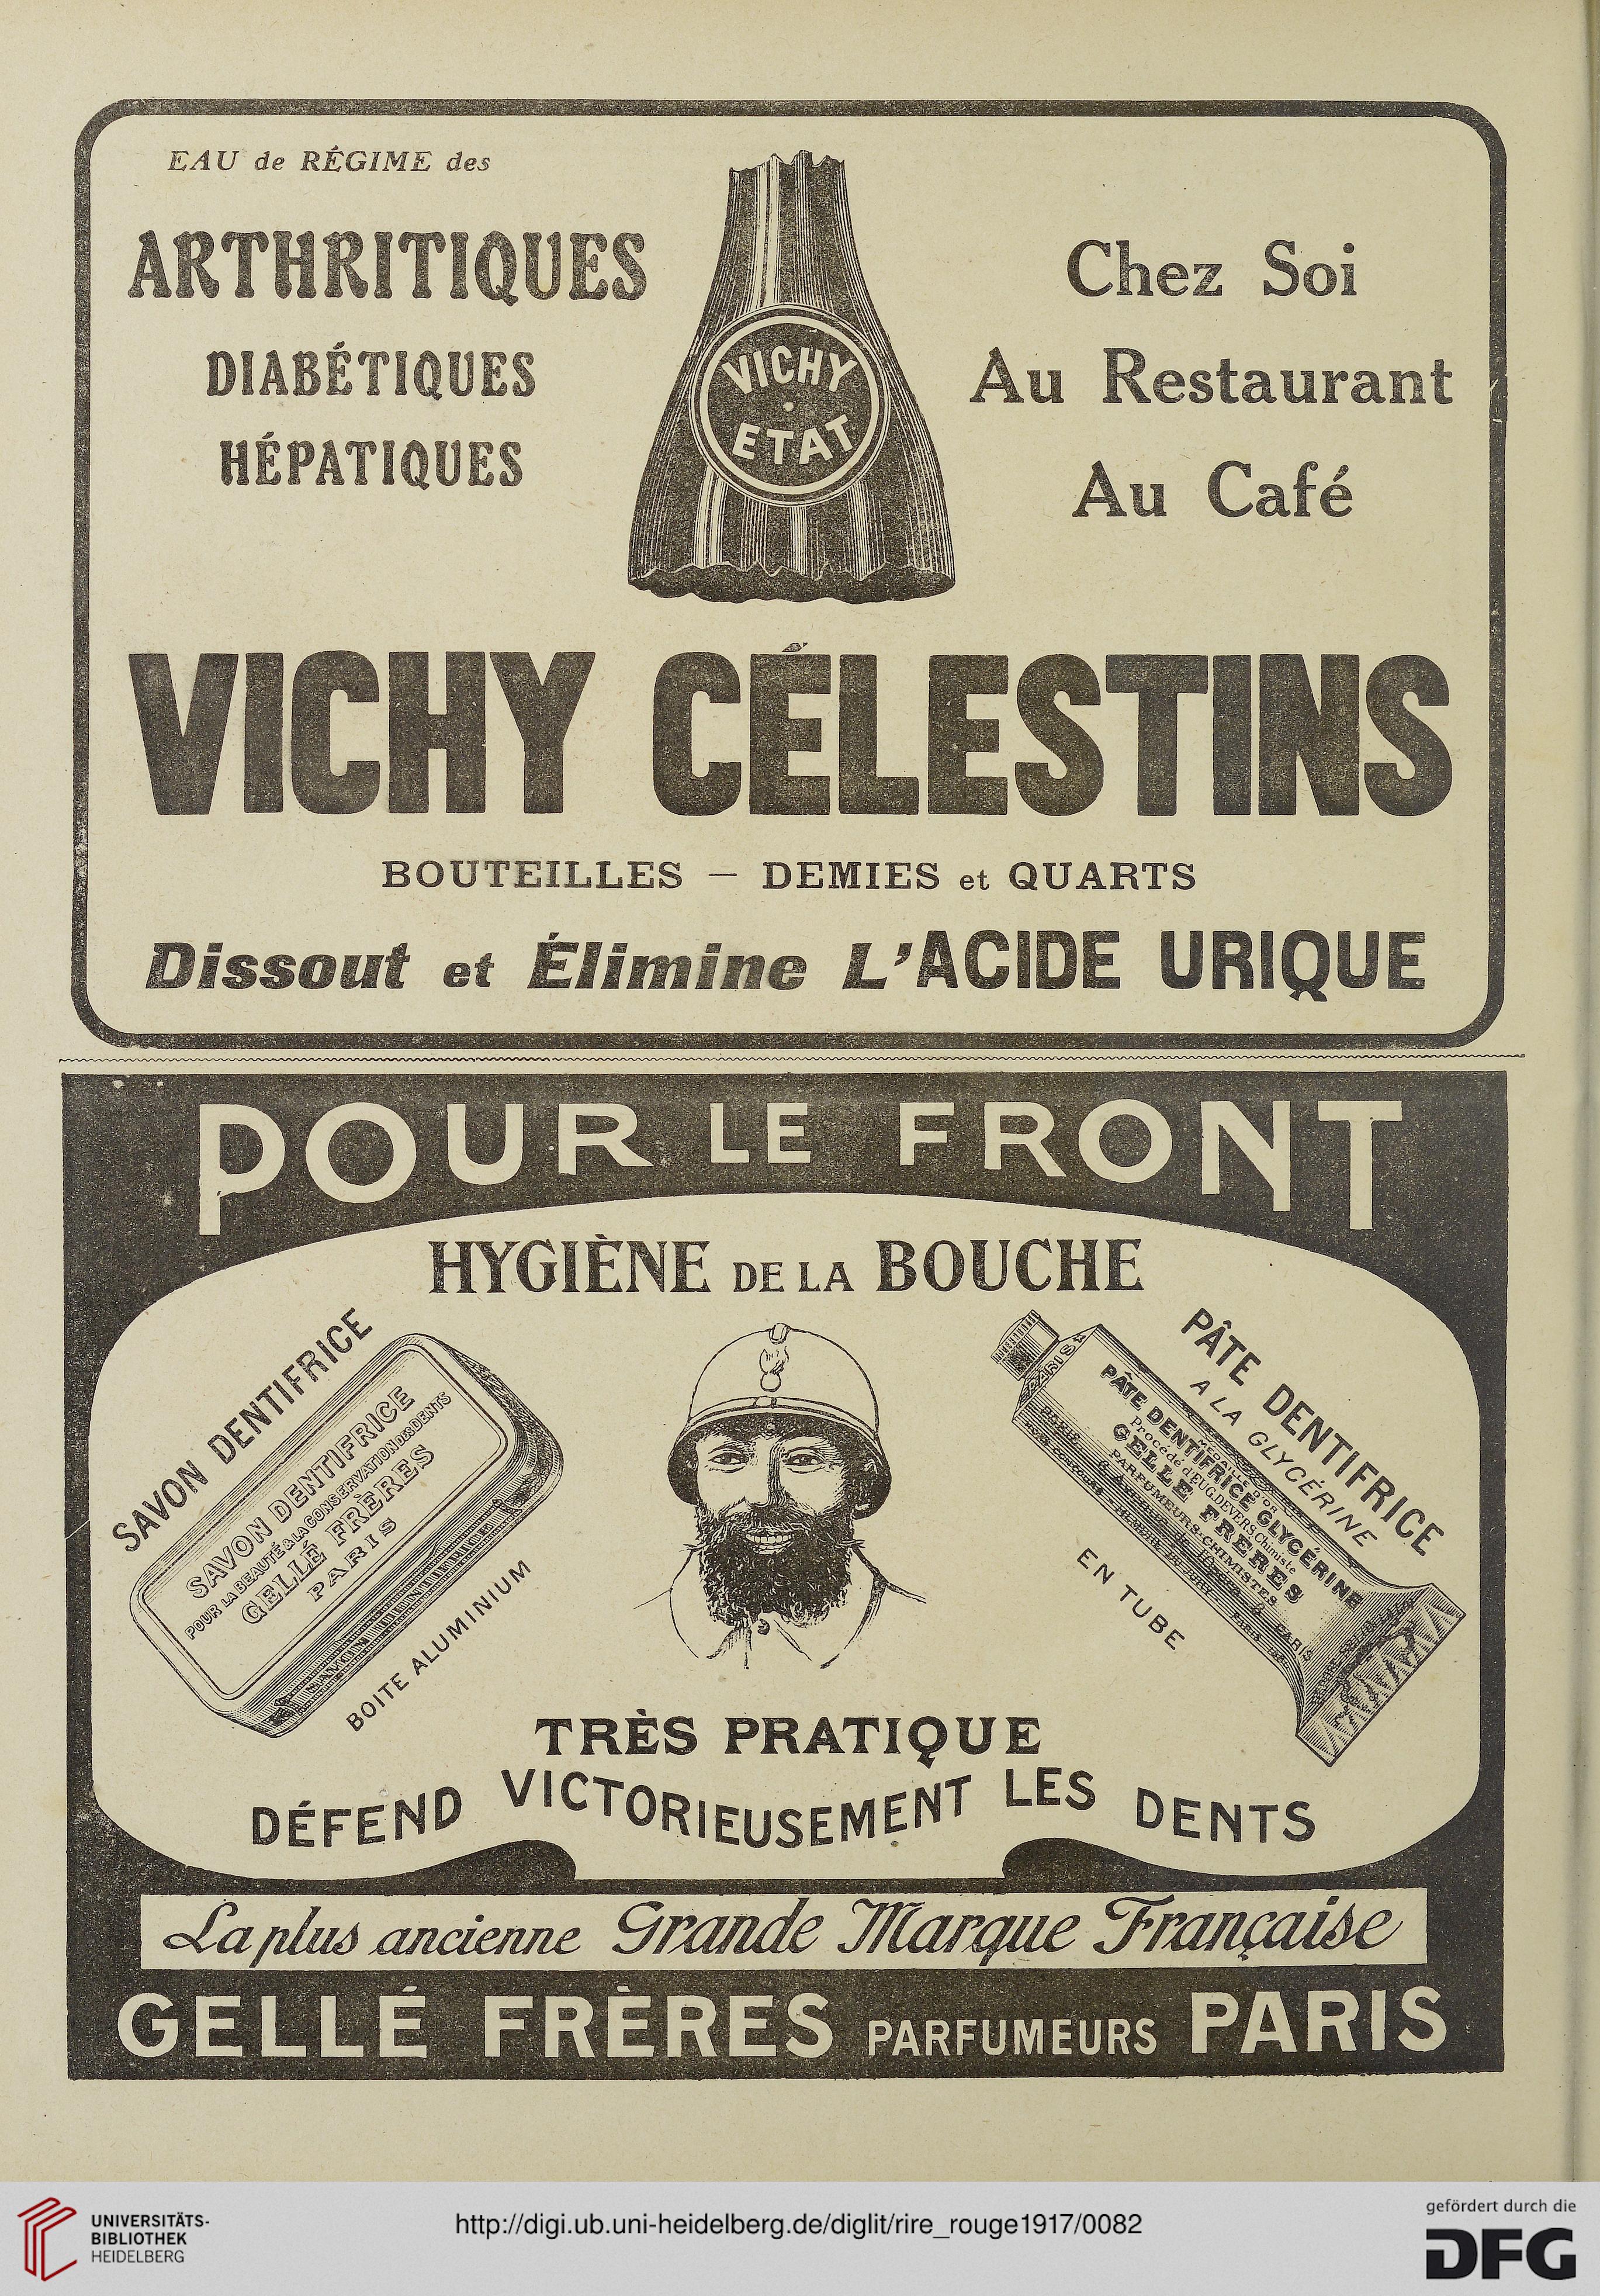 EAU de RÉGIME des
ARTHRITIQUES
DIABÉTIQUES
HÉPATIQUES
VICHY
ETAT
Chez Soi
Au Restaurant
Au Café
VICHY CÉLESTINS
BOUTEILLES — DEMIES et QUARTS
Dissout et Élimine L'ACIDE URIQUE
POUR LE FRONT
HYGIÈNE DE LA BOUCHE
SAVON DENTIFRICE
SAVON DENTIFRICE
POUR LA BEAUTÉ & LA CONSERVATION DES DENTS
GELLÉ FRÈRES
PARIS
BOITE ALUMINIUM
PÂTE DENTIFRICE
A LA GLYCÉRINE
PARIS
PÂTE DENTIFRICE GLYCÉRINE
Procédé d'EUG. DEVERS Chimiste
GELLÉ FRÈRES
PARFUMEURS-CHIMISTES
EN TUBE
TRÈS PRATIQUE
DÉFEND VICTORIEUSEMENT LES DENTS
La plus ancienne Grande Marque Française
GELLÉ FRÈRES PARFUMEURS PARIS
UNIVERSITÄTS-
BIBLIOTHEK
HEIDELBERG
http://digi.ub.uni-heidelberg.de/diglit/rire_rouge1917/0082
gefördert durch die
DFG